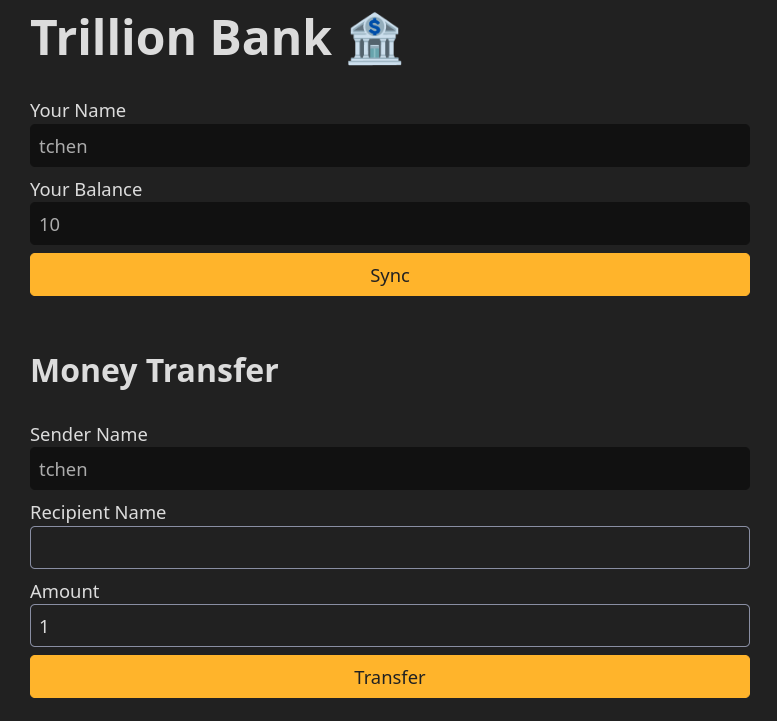 Trillion Bank 🏦
Your Name
tchen
Your Balance
10
Sync
Money Transfer
Sender Name
tchen
Recipient Name
Amount
1
Transfer